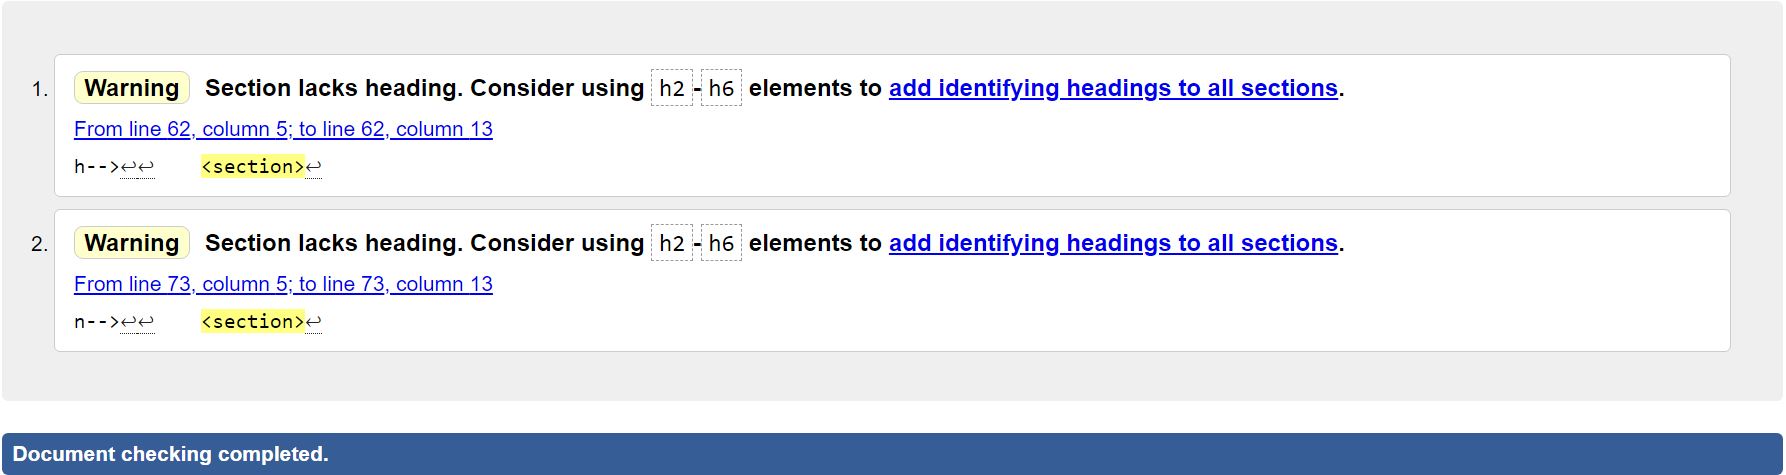 1. Warning Section lacks heading. Consider using h2-h6 elements to add identifying headings to all sections.
From line 62, column 5; to line 62, column 13
h-->↩↩    <section>↩
2. Warning Section lacks heading. Consider using h2-h6 elements to add identifying headings to all sections.
From line 73, column 5; to line 73, column 13
n-->↩↩    <section>↩
Document checking completed.